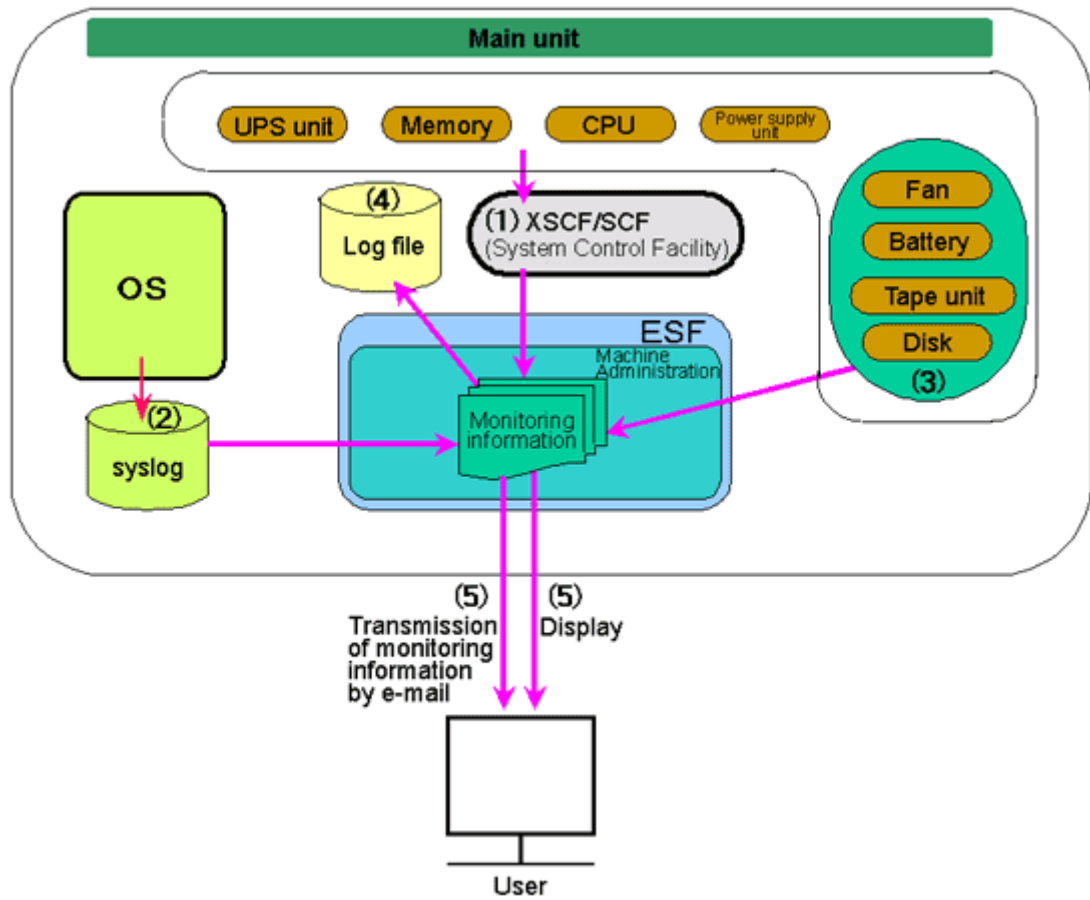 Main unit
UPS unit
Memory
CPU
Power supply
unit
Fan
Battery
Tape unit
Disk
(3)
(4)
Log file
(1) XSCF/SCF
(System Control Facility)
OS
(2)
syslog
ESF
Machine
Administration
Monitoring
information
(5)
Transmission
of monitoring
information
by e-mail
(5)
Display
User